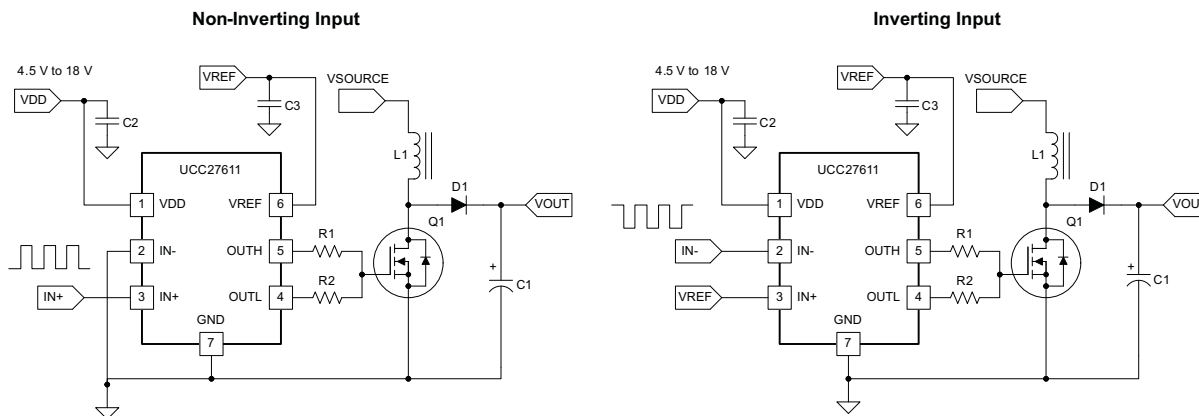 Non-Inverting Input
4.5 V to 18 V
VDD
C2
VREF
C3
VSOURCE
L1
UCC27611
1
VDD
VREF
6
D1
VOUT
Q1
2
IN-
OUTH
5
R1
IN+
3
IN+
OUTL
4
R2
C1
+
GND
7
Inverting Input
4.5 V to 18 V
VDD
C2
VREF
C3
VSOURCE
L1
UCC27611
1
VDD
VREF
6
D1
VOU
Q1
IN-
2
IN-
OUTH
5
R1
VREF
3
IN+
OUTL
4
R2
C1
+
GND
7